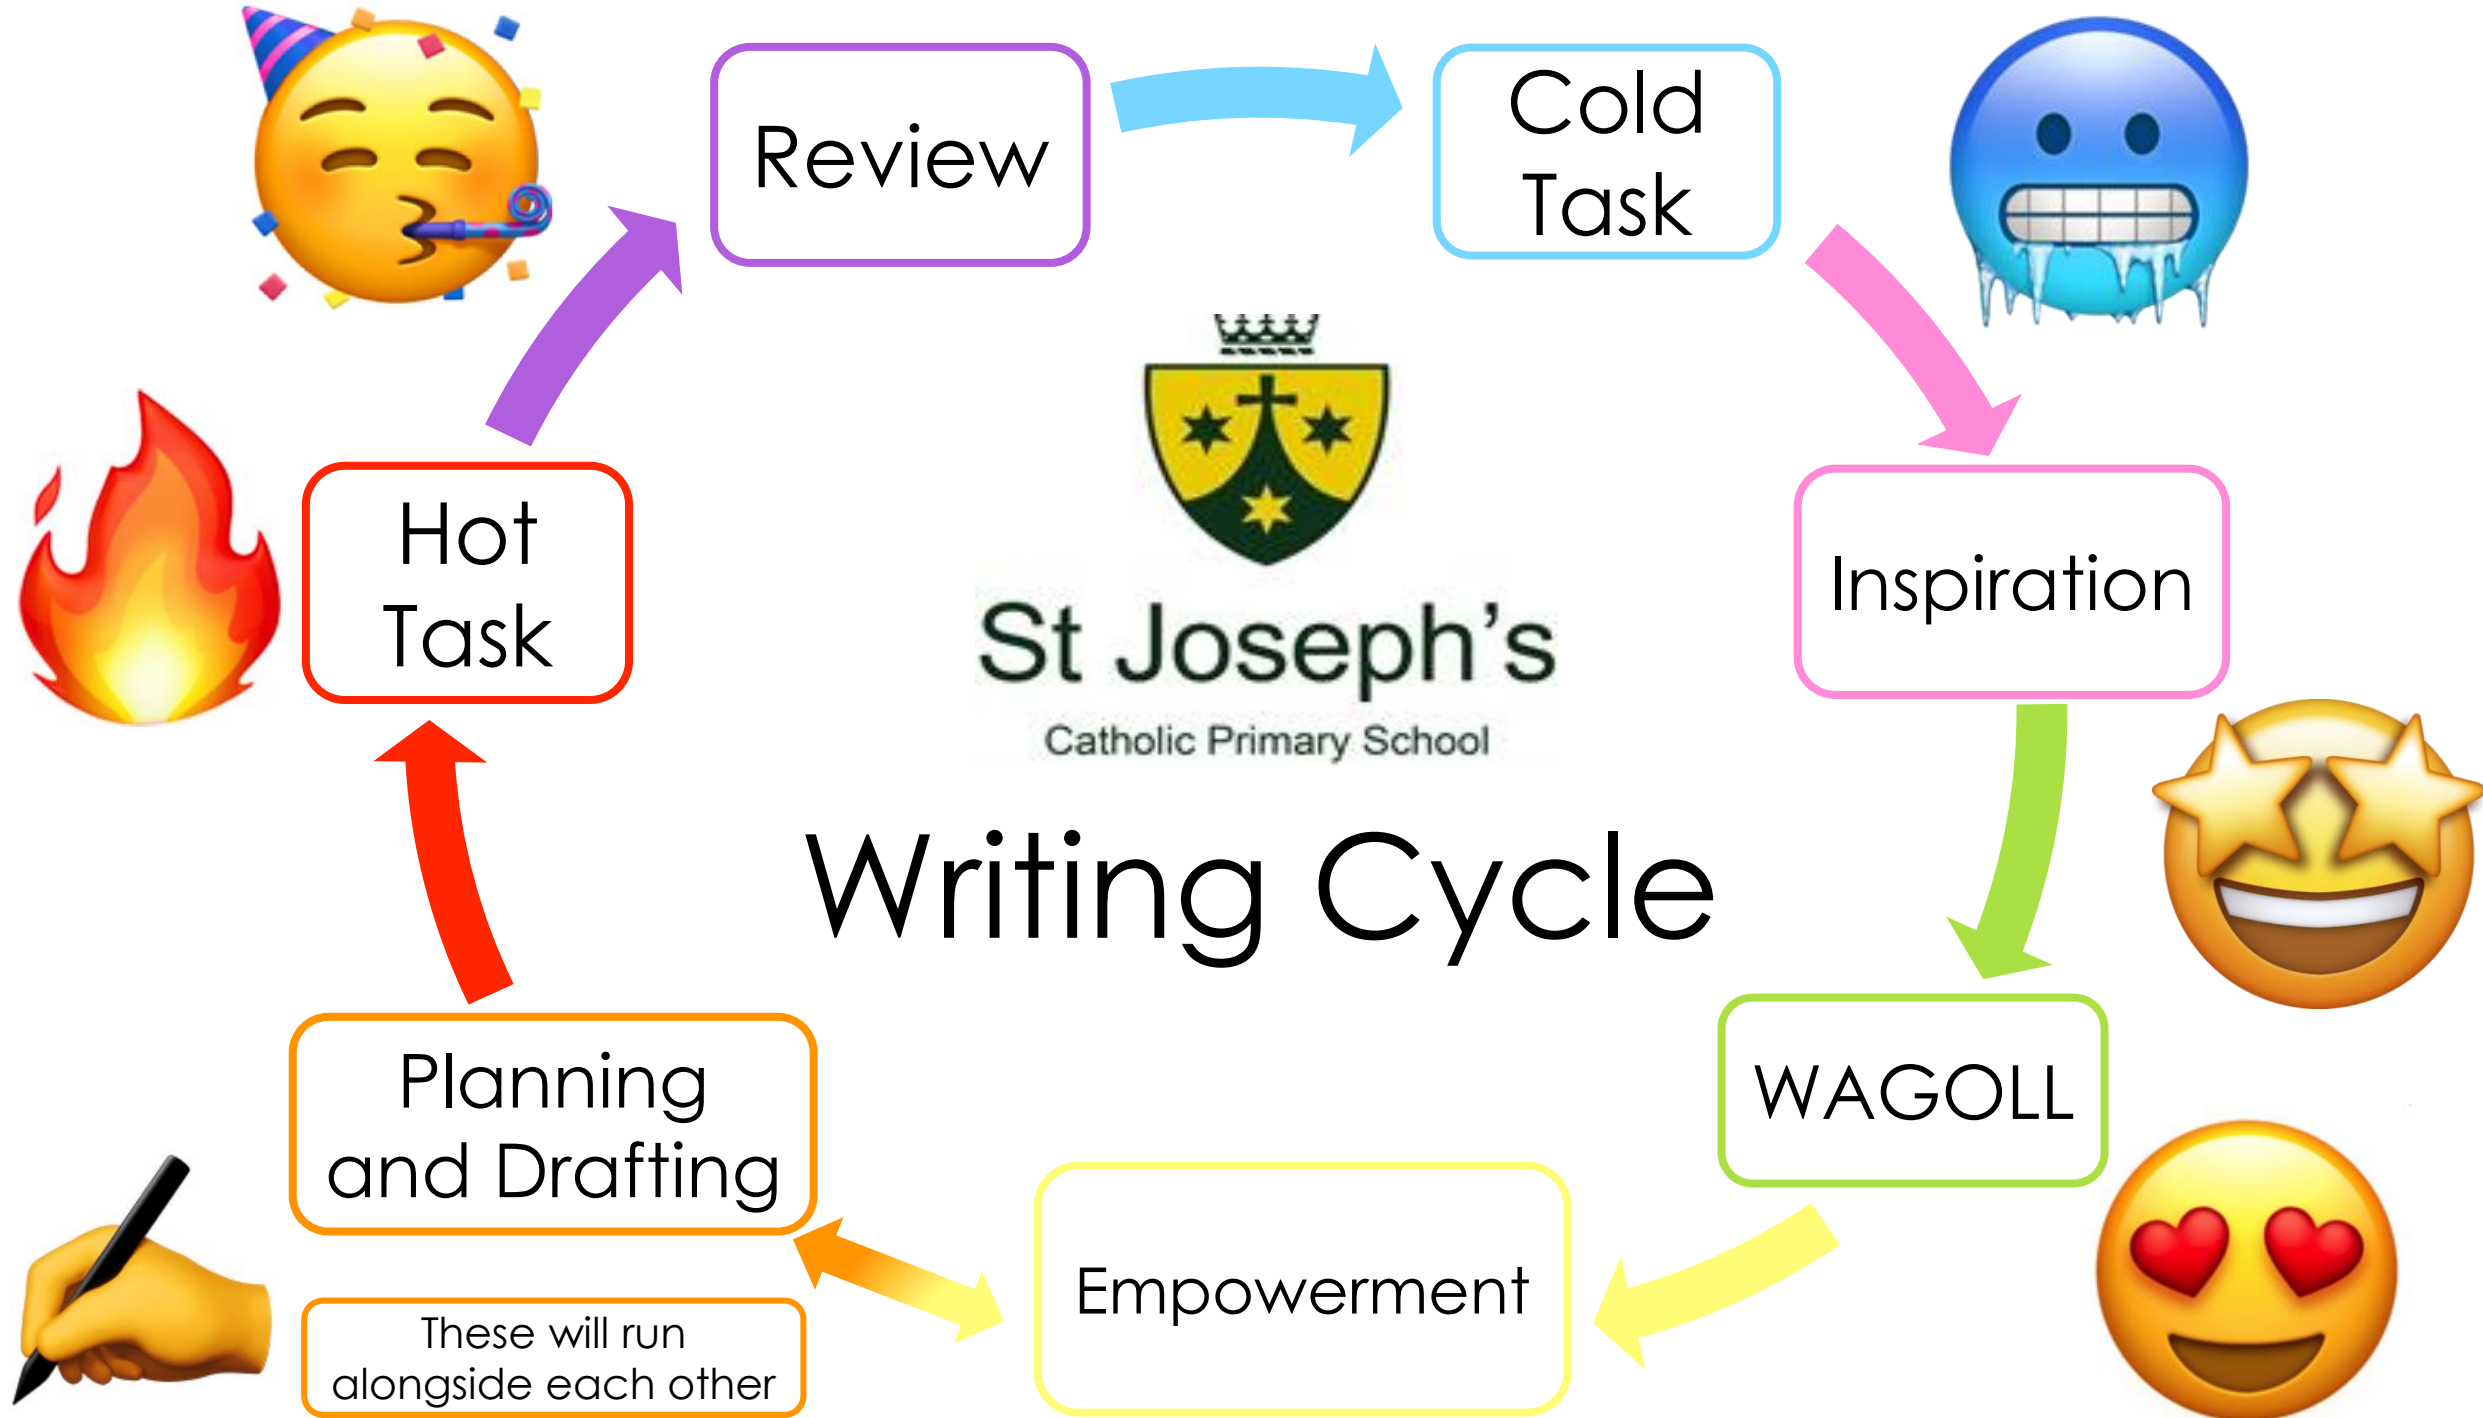 Review
Cold
Task
Inspiration
WAGOLL
Empowerment
Planning
and Drafting
These will run
alongside each other
Hot
Task
St Joseph's
Catholic Primary School
Writing Cycle